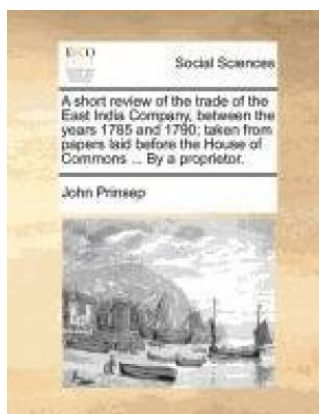 ECCO
Social Sciences
A short review of the trade of the
East India Company, between the
years 1785 and 1790; taken from
papers laid before the House of
Commons ... By a proprietor.
John Prinsep